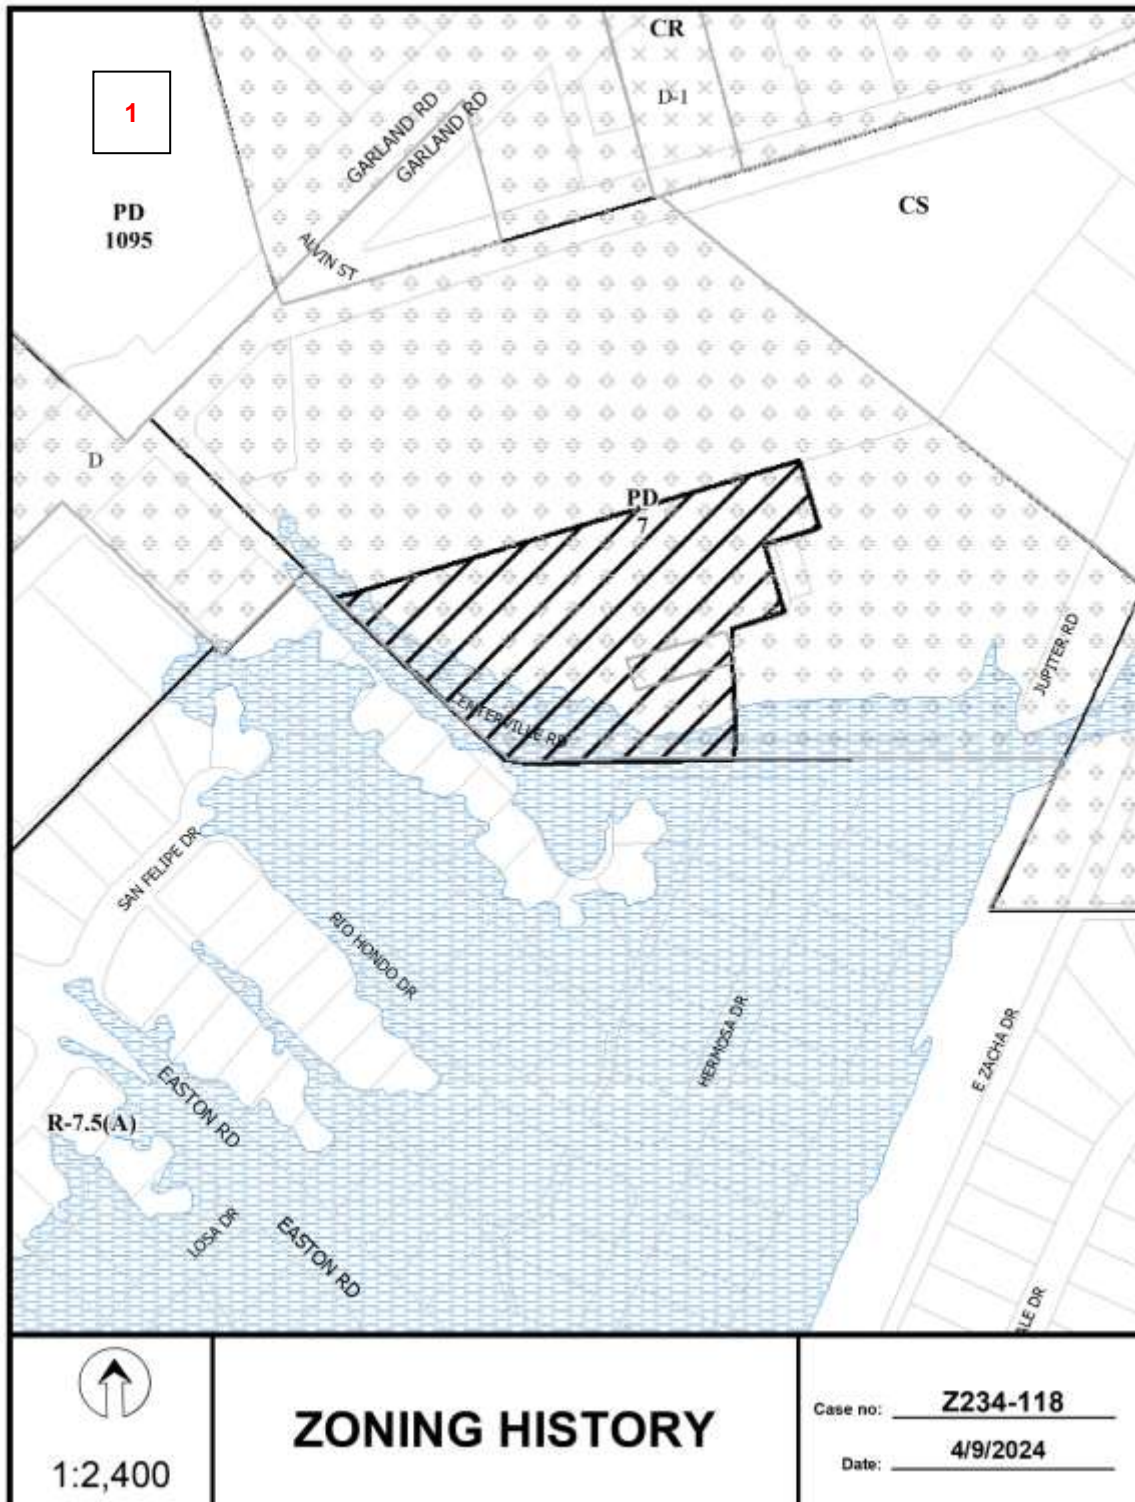 CR
1
D-1
GARLAND RD
GARLAND RD
PD
1095
CS
ALVIN ST
D
PD
7
JUPITER RD
CENTERVILLE RD
SAN FELIPE DR
RIO HONDO DR
HERMOSA DR
E ZACHA DR
EASTON RD
R-7.5(A)
LOSA DR
EASTON RD
ALE DR
1:2,400
ZONING HISTORY
Case no: Z234-118
Date: 4/9/2024